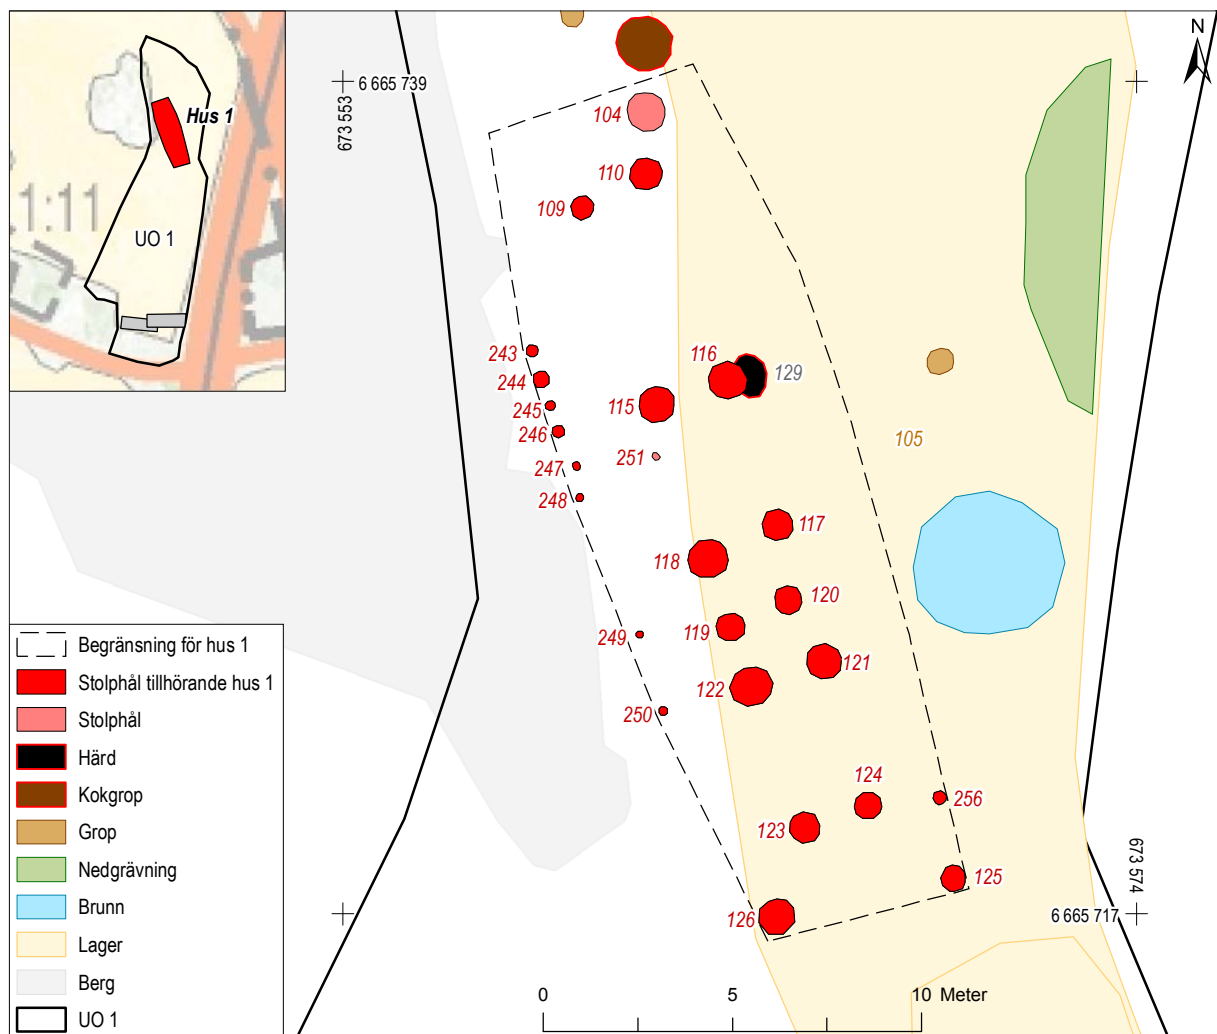 Hus 1
1:11
UO 1
N
6 665 739
673 553
104
110
109
243
244
245
246
247
248
116
129
115
251
105
117
118
120
119
121
122
249
250
124
256
123
125
126
673 574
6 665 717
Begränsning för hus 1
Stolphål tillhörande hus 1
Stolphål
Härd
Kokgrop
Grop
Nedgrävning
Brunn
Lager
Berg
UO 1
0 5 10 Meter